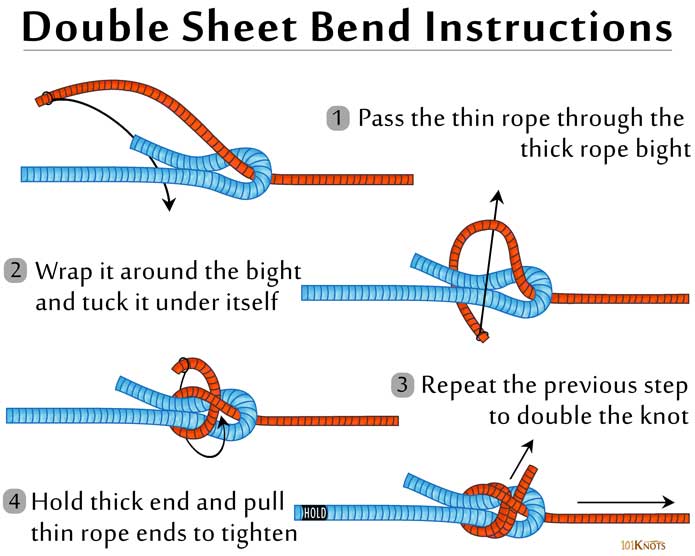 Double Sheet Bend Instructions
1 Pass the thin rope through the
thick rope bight
2 Wrap it around the bight
and tuck it under itself
3 Repeat the previous step
to double the knot
4 Hold thick end and pull
thin rope ends to tighten
HOLD
101KNOTS